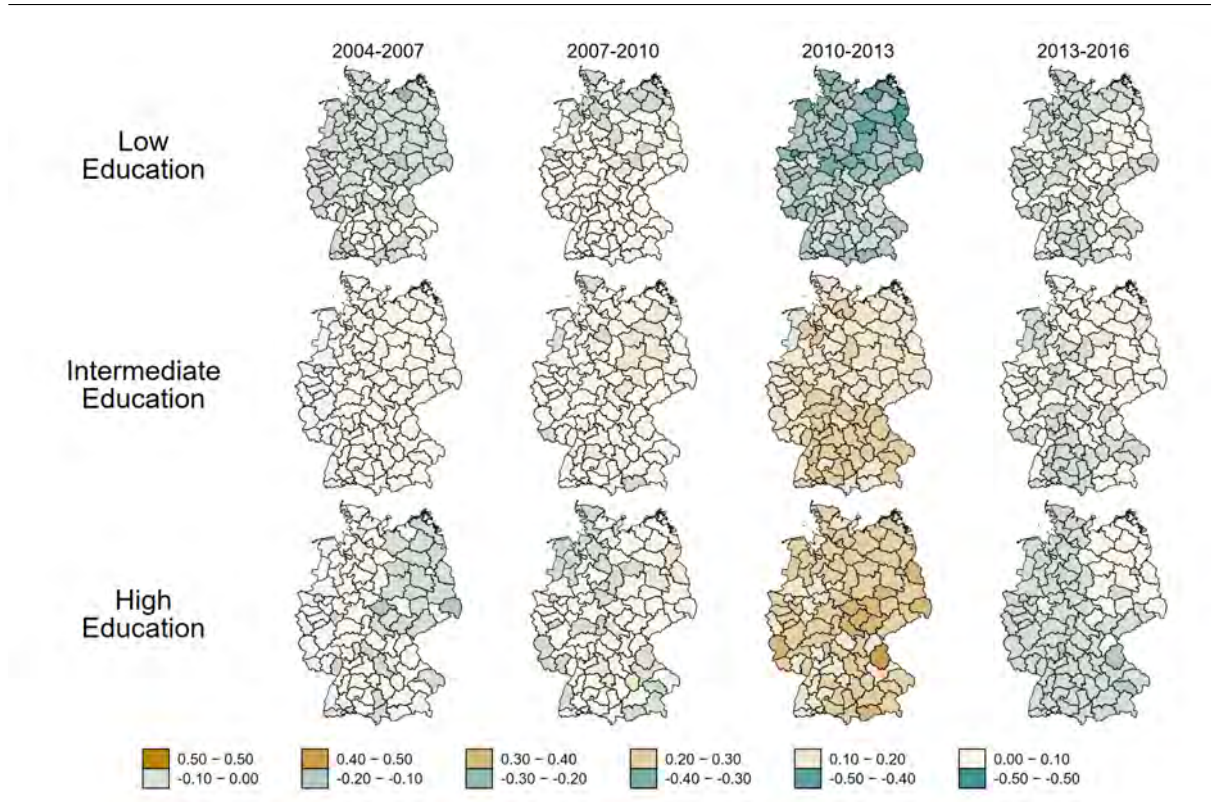 2004-2007 2007-2010 2010-2013 2013-2016
Low
Education
Intermediate
Education
High
Education
0.50 – 0.50 0.40 – 0.50 0.30 – 0.40 0.20 – 0.30 0.10 – 0.20 0.00 – 0.10
-0.10 – 0.00 -0.20 – -0.10 -0.30 – -0.20 -0.40 – -0.30 -0.50 – -0.40 -0.50 – -0.50